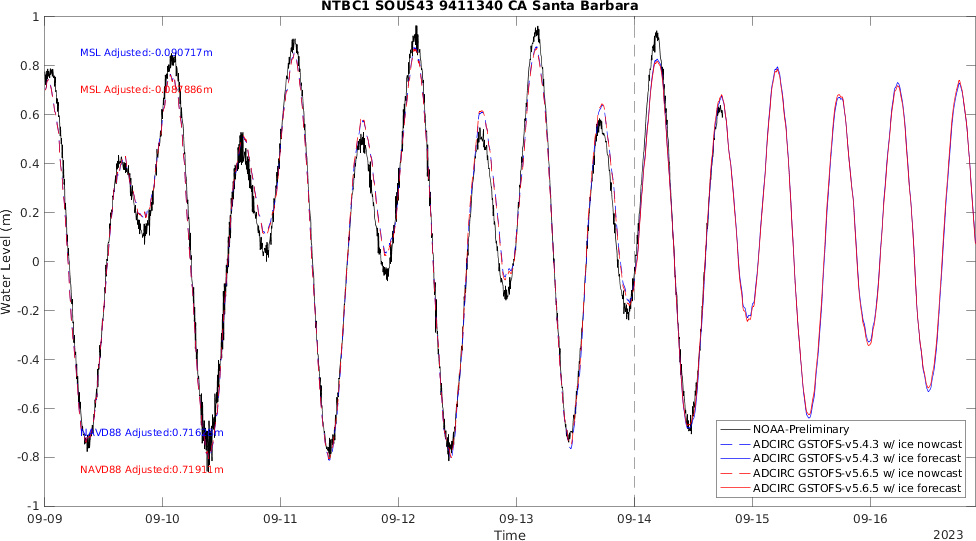 NTBC1 SOUS43 9411340 CA Santa Barbara
1
0.8
0.6
0.4
0.2
0
-0.2
-0.4
-0.6
-0.8
-1
Water Level (m)
MSL Adjusted:-0.090717m
MSL Adjusted:-0.087886m
NAVD88 Adjusted:0.71911m
NOAA-Preliminary
ADCIRC GSTOFS-v5.4.3 w/ ice nowcast
ADCIRC GSTOFS-v5.4.3 w/ ice forecast
ADCIRC GSTOFS-v5.6.5 w/ ice nowcast
ADCIRC GSTOFS-v5.6.5 w/ ice forecast
09-09 09-10 09-11 09-12 09-13 09-14 09-15 09-16
Time
2023